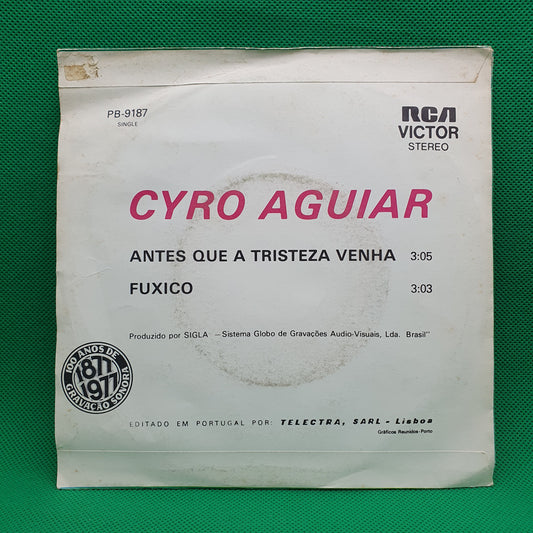 PB-9187
SINGLE
RCA
VICTOR
STEREO
CYRO AGUIAR
ANTES QUE A TRISTEZA VENHA 3:05
FUXICO 3:03
Produzido por SIGLA —Sistema Globo de Gravações Audio-Visuais, Lda. Brasil"
100 ANOS DE
1877
1977
GRAVAÇÃO SONORA
EDITADO EM PORTUGAL POR: TELECTRA, SARL - Lisboa
Gráficos Reunidos-Porto